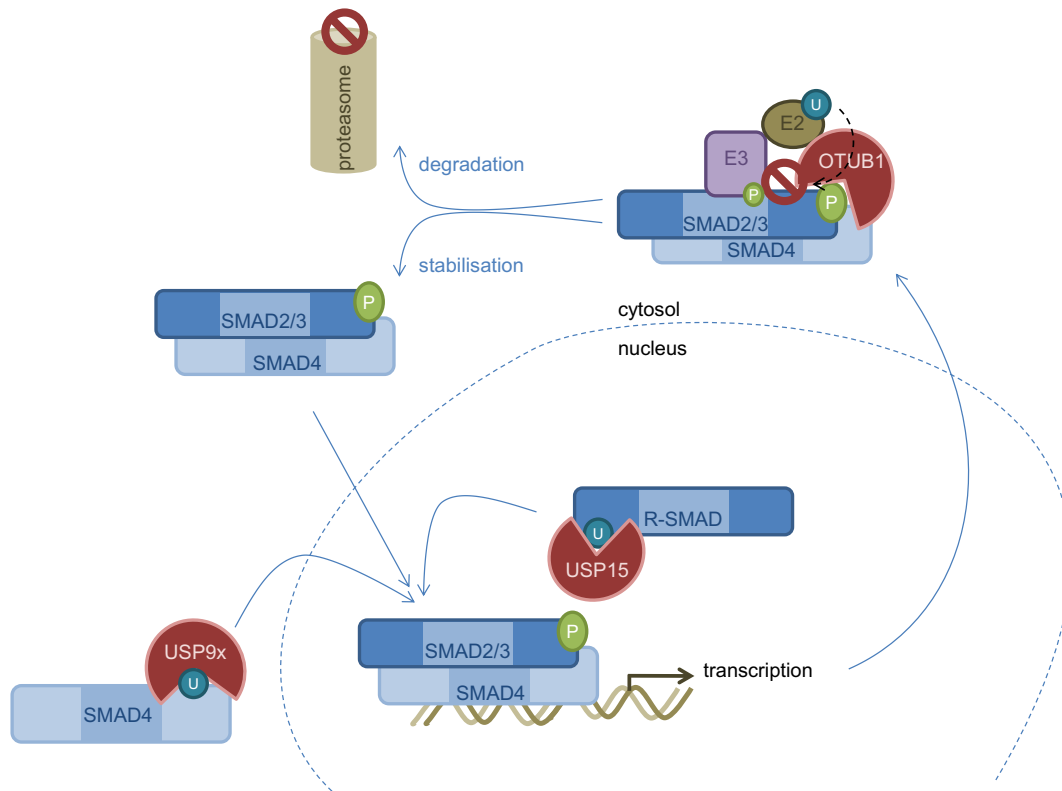 proteasome
degradation
stabilisation
E2
U
E3
OTUB1
P
P
SMAD2/3
SMAD4
P
SMAD2/3
SMAD4
cytosol
nucleus
R-SMAD
U
USP15
USP9x
U
SMAD4
P
SMAD2/3
SMAD4
transcription